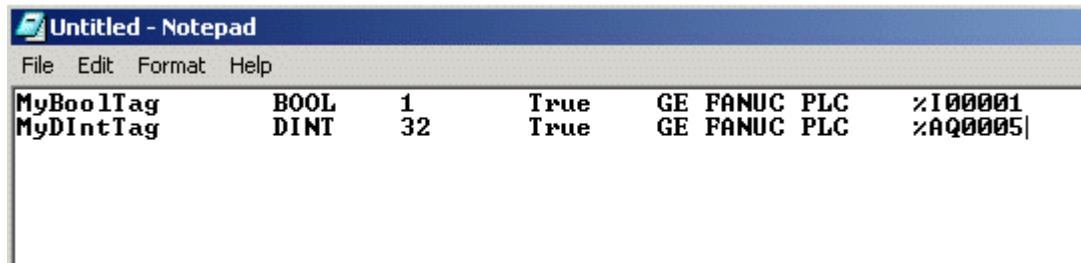 Untitled - Notepad
File Edit Format Help
MyBoolTag BOOL 1 True GE FANUC PLC %I00001
MyDIntTag DINT 32 True GE FANUC PLC %AQ0005